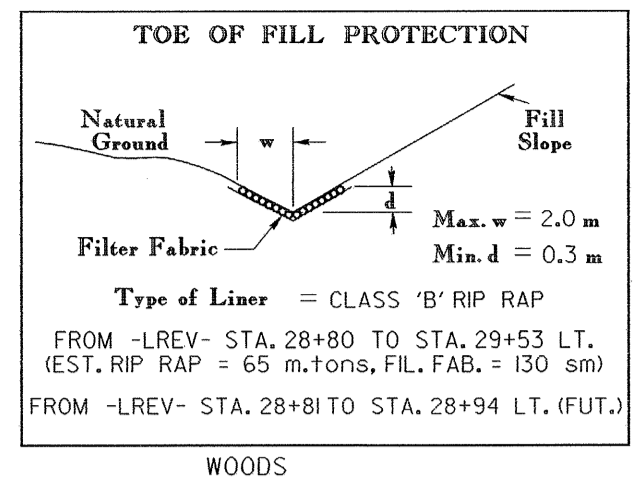 TOE OF FILL PROTECTION
Natural
Ground
w
Fill
Slope
d
Filter Fabric
Max. w = 2.0 m
Min. d = 0.3 m
Type of Liner = CLASS 'B' RIP RAP
FROM -LREV- STA. 28+80 TO STA. 29+53 LT.
(EST. RIP RAP = 65 m.tons, FIL. FAB. = 130 sm)
FROM -LREV- STA. 28+81 TO STA. 28+94 LT. (FUT.)
WOODS